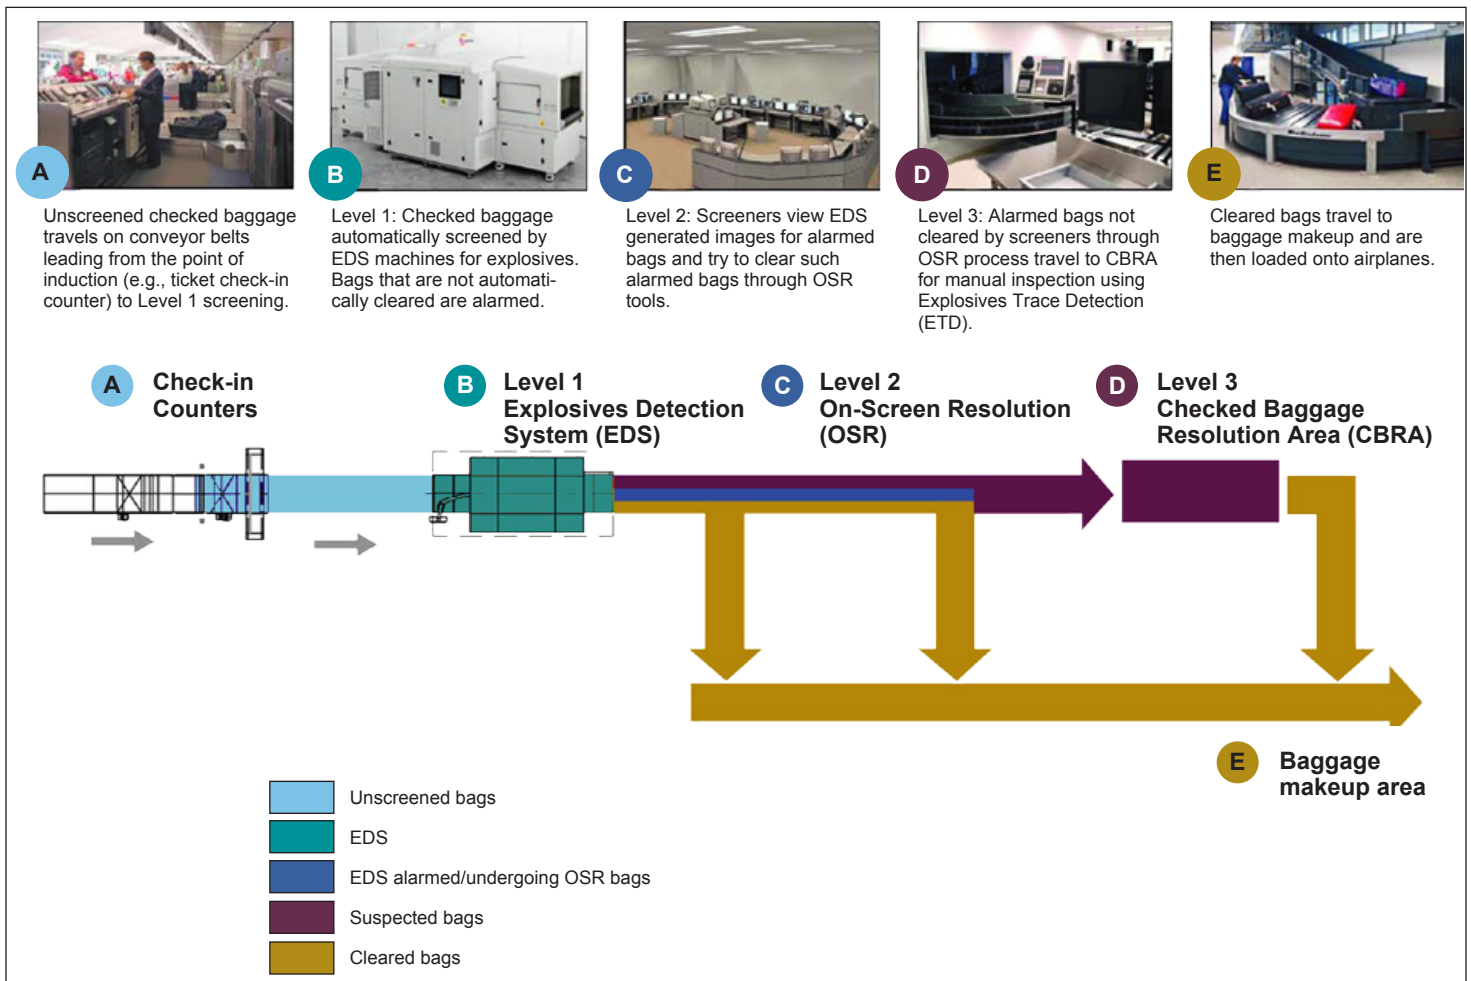 A
Unscreened checked baggage
travels on conveyor belts
leading from the point of
induction (e.g., ticket check-in
counter) to Level 1 screening.
B
Level 1: Checked baggage
automatically screened by
EDS machines for explosives.
Bags that are not automati-
cally cleared are alarmed.
C
Level 2: Screeners view EDS
generated images for alarmed
bags and try to clear such
alarmed bags through OSR
tools.
D
Level 3: Alarmed bags not
cleared by screeners through
OSR process travel to CBRA
for manual inspection using
Explosives Trace Detection
(ETD).
E
Cleared bags travel to
baggage makeup and are
then loaded onto airplanes.
A
Check-in
Counters
B
Level 1
Explosives Detection
System (EDS)
C
Level 2
On-Screen Resolution
(OSR)
D
Level 3
Checked Baggage
Resolution Area (CBRA)
E
Baggage
makeup area
Unscreened bags
EDS
EDS alarmed/undergoing OSR bags
Suspected bags
Cleared bags